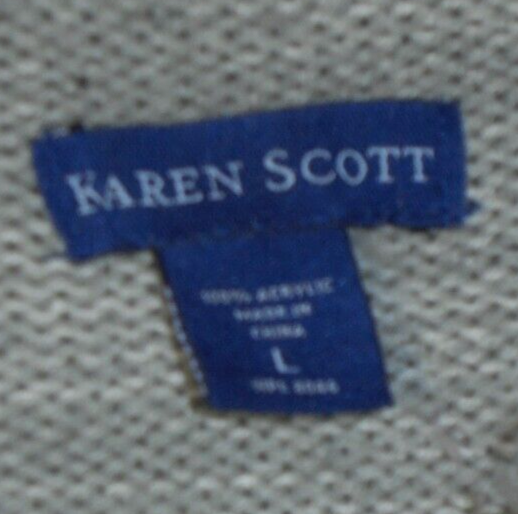 KAREN SCOTT
100% ACRYLIC
MADE IN
CHINA
L